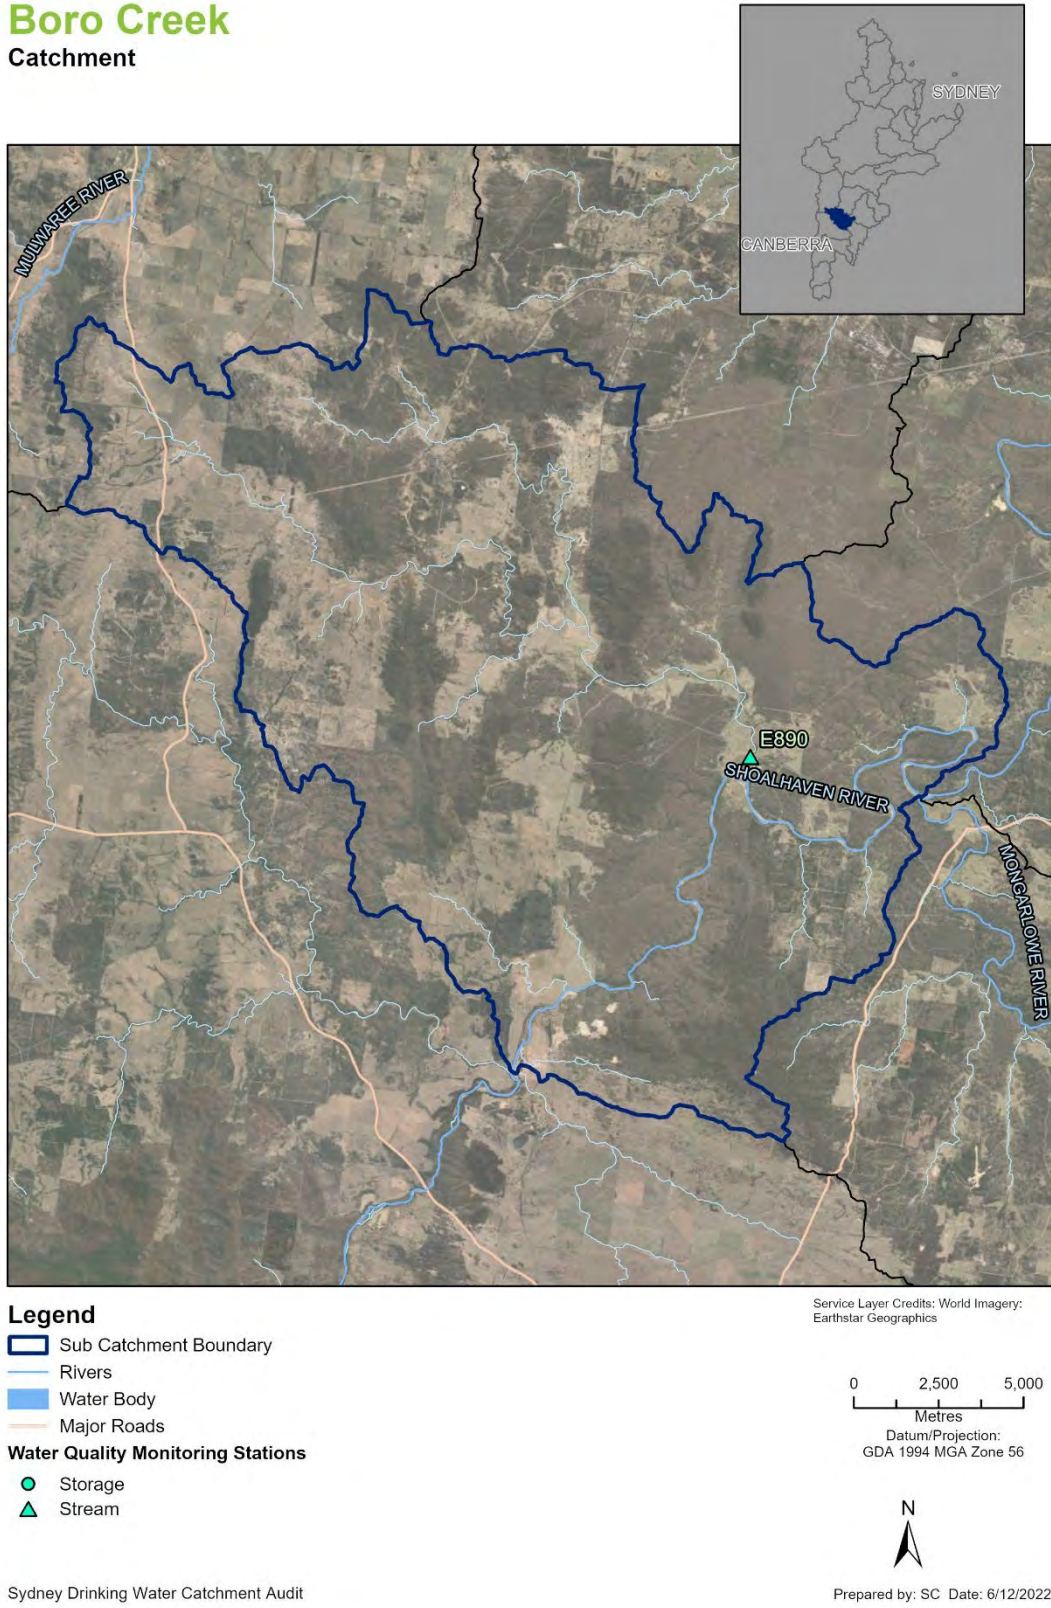 Boro Creek
Catchment
SYDNEY
CANBERRA
MULWAREE RIVER
E890
SHOALHAVEN RIVER
MONGARLOWE RIVER
Legend
Sub Catchment Boundary
Rivers
Water Body
Major Roads
Water Quality Monitoring Stations
Storage
Stream
Service Layer Credits: World Imagery:
Earthstar Geographics
0 2,500 5,000
Metres
Datum/Projection:
GDA 1994 MGA Zone 56
N
Sydney Drinking Water Catchment Audit
Prepared by: SC Date: 6/12/2022